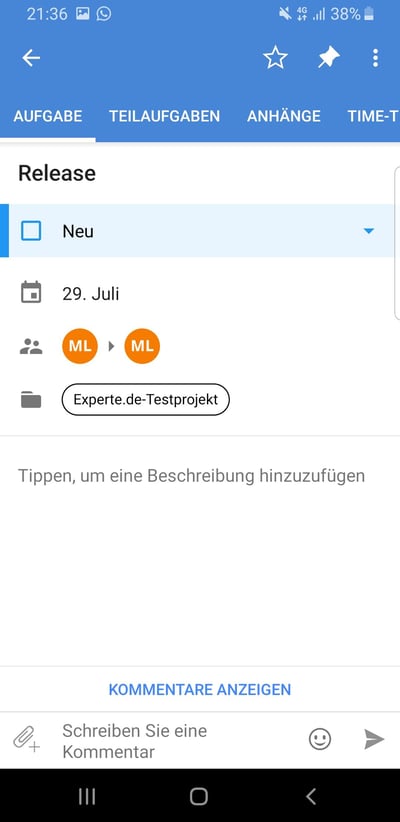 21:36 4G 38%
AUFGABE TEILAUFGABEN ANHÄNGE TIME-T
Release
Neu
29. Juli
ML ML
Experte.de-Testprojekt
Tippen, um eine Beschreibung hinzuzufügen
KOMMENTARE ANZEIGEN
Schreiben Sie eine
Kommentar